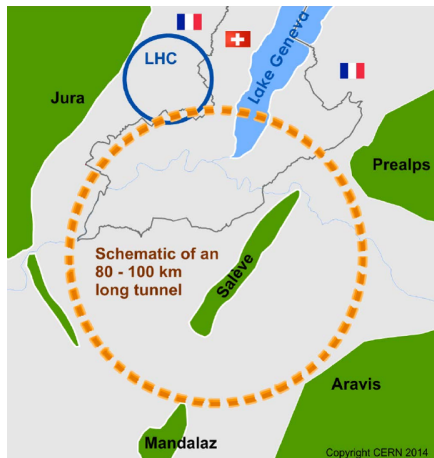 LHC
Lake Geneva
Jura
Prealps
Schematic of an
80 - 100 km
long tunnel
Salève
Aravis
Mandalaz
Copyright CERN 2014